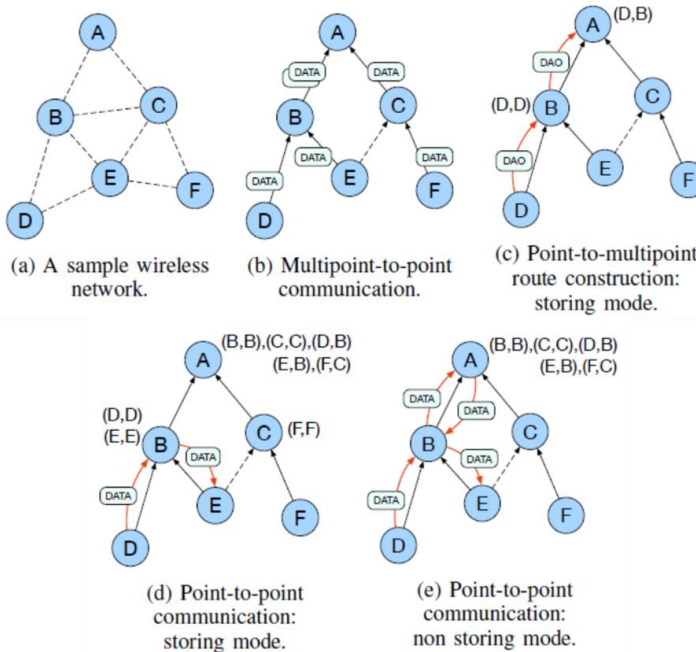 A
B
C
E
D
F
(a) A sample wireless
network.
A
DATA
DATA
B
C
DATA
DATA
DATA
E
F
D
(b) Multipoint-to-point
communication.
A (D,B)
DAO
(D,D) B
C
DAO
E
F
D
(c) Point-to-multipoint
route construction:
storing mode.
A (B,B),(C,C),(D,B)
(E,B),(F,C)
(D,D)
(E,E) B
C (F,F)
DATA
DATA
E
F
D
(d) Point-to-point
communication:
storing mode.
A (B,B),(C,C),(D,B)
(E,B),(F,C)
DATA
DATA
B
C
DATA
DATA
E
F
D
(e) Point-to-point
communication:
non storing mode.